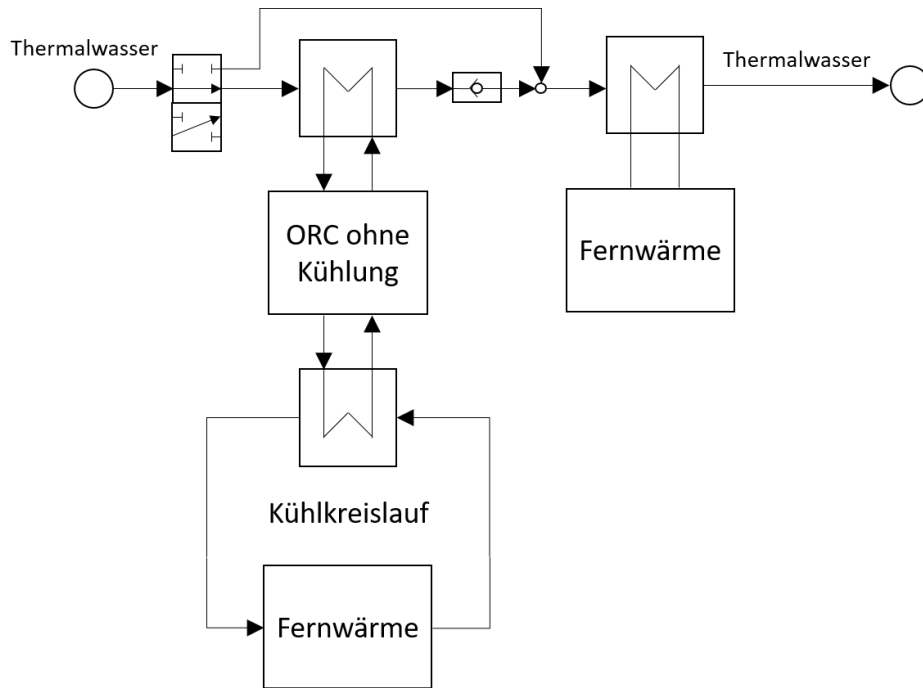 Thermalwasser
Thermalwasser
ORC ohne
Kühlung
Fernwärme
Kühlkreislauf
Fernwärme